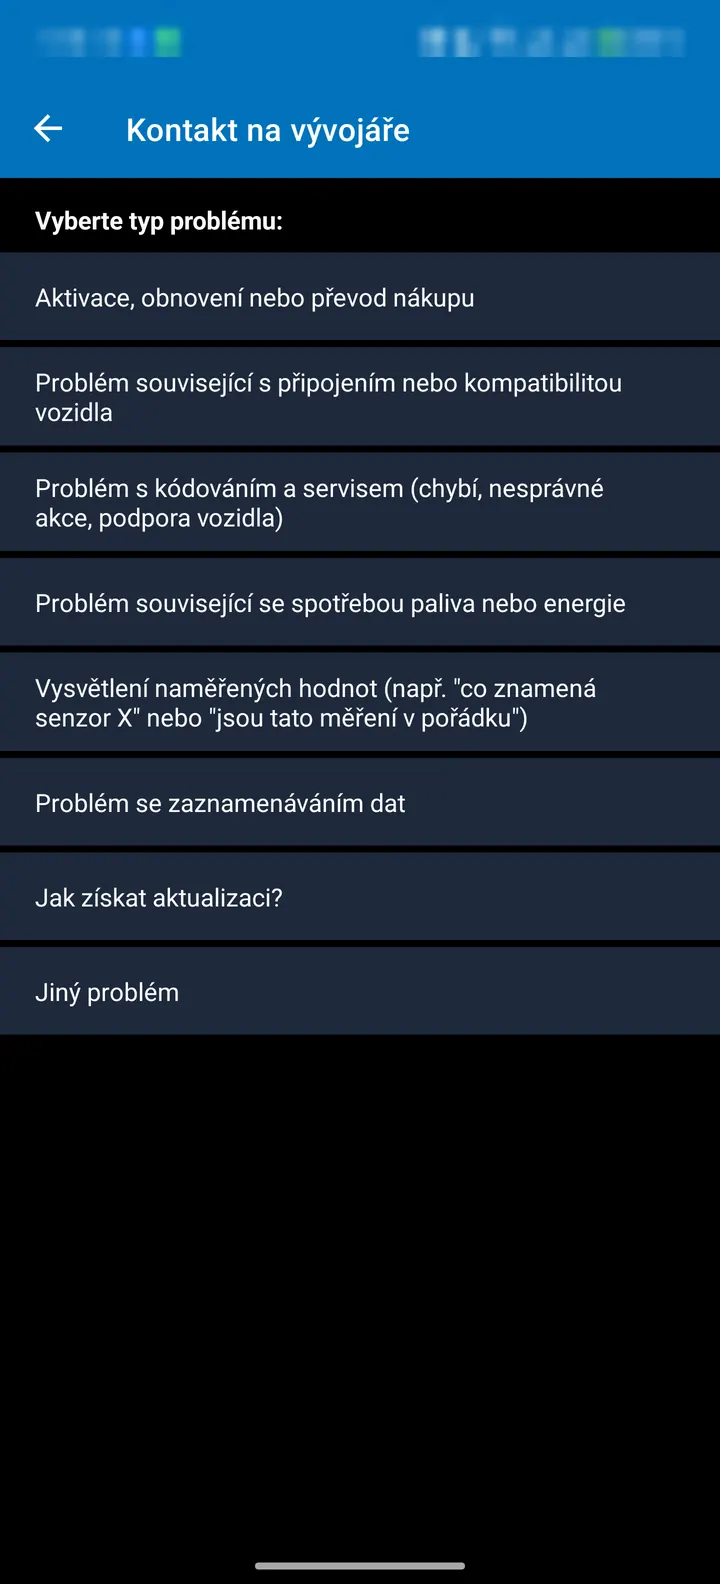 Kontakt na vývojáře
Vyberte typ problému:
Aktivace, obnovení nebo převod nákupu
Problém související s připojením nebo kompatibilitou
vozidla
Problém s kódováním a servisem (chybí, nesprávné
akce, podpora vozidla)
Problém související se spotřebou paliva nebo energie
Vysvětlení naměřených hodnot (např. "co znamená
senzor X" nebo "jsou tato měření v pořádku")
Problém se zaznamenáváním dat
Jak získat aktualizaci?
Jiný problém